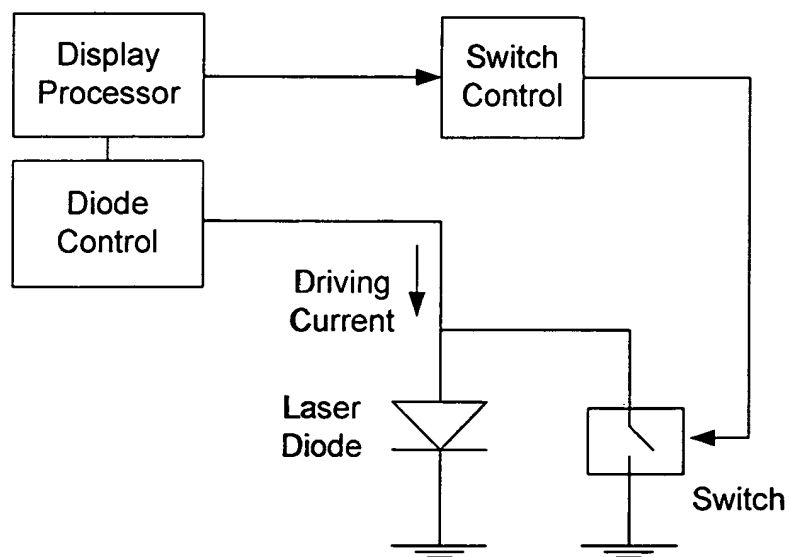 Display
Processor
Switch
Control
Diode
Control
Driving
Current
Laser
Diode
Switch